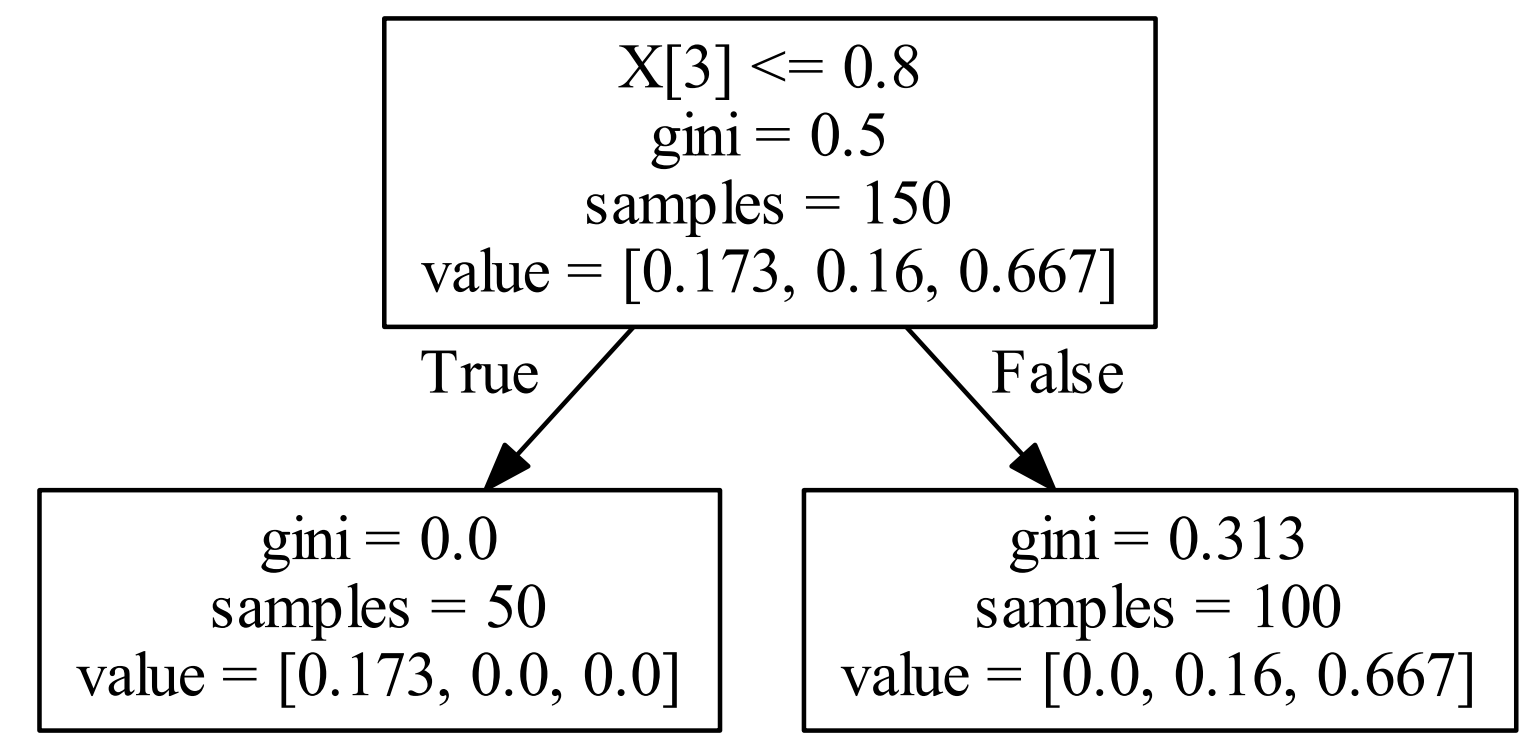 X[3] <= 0.8
gini = 0.5
samples = 150
value = [0.173, 0.16, 0.667]
True
False
gini = 0.0
samples = 50
value = [0.173, 0.0, 0.0]
gini = 0.313
samples = 100
value = [0.0, 0.16, 0.667]